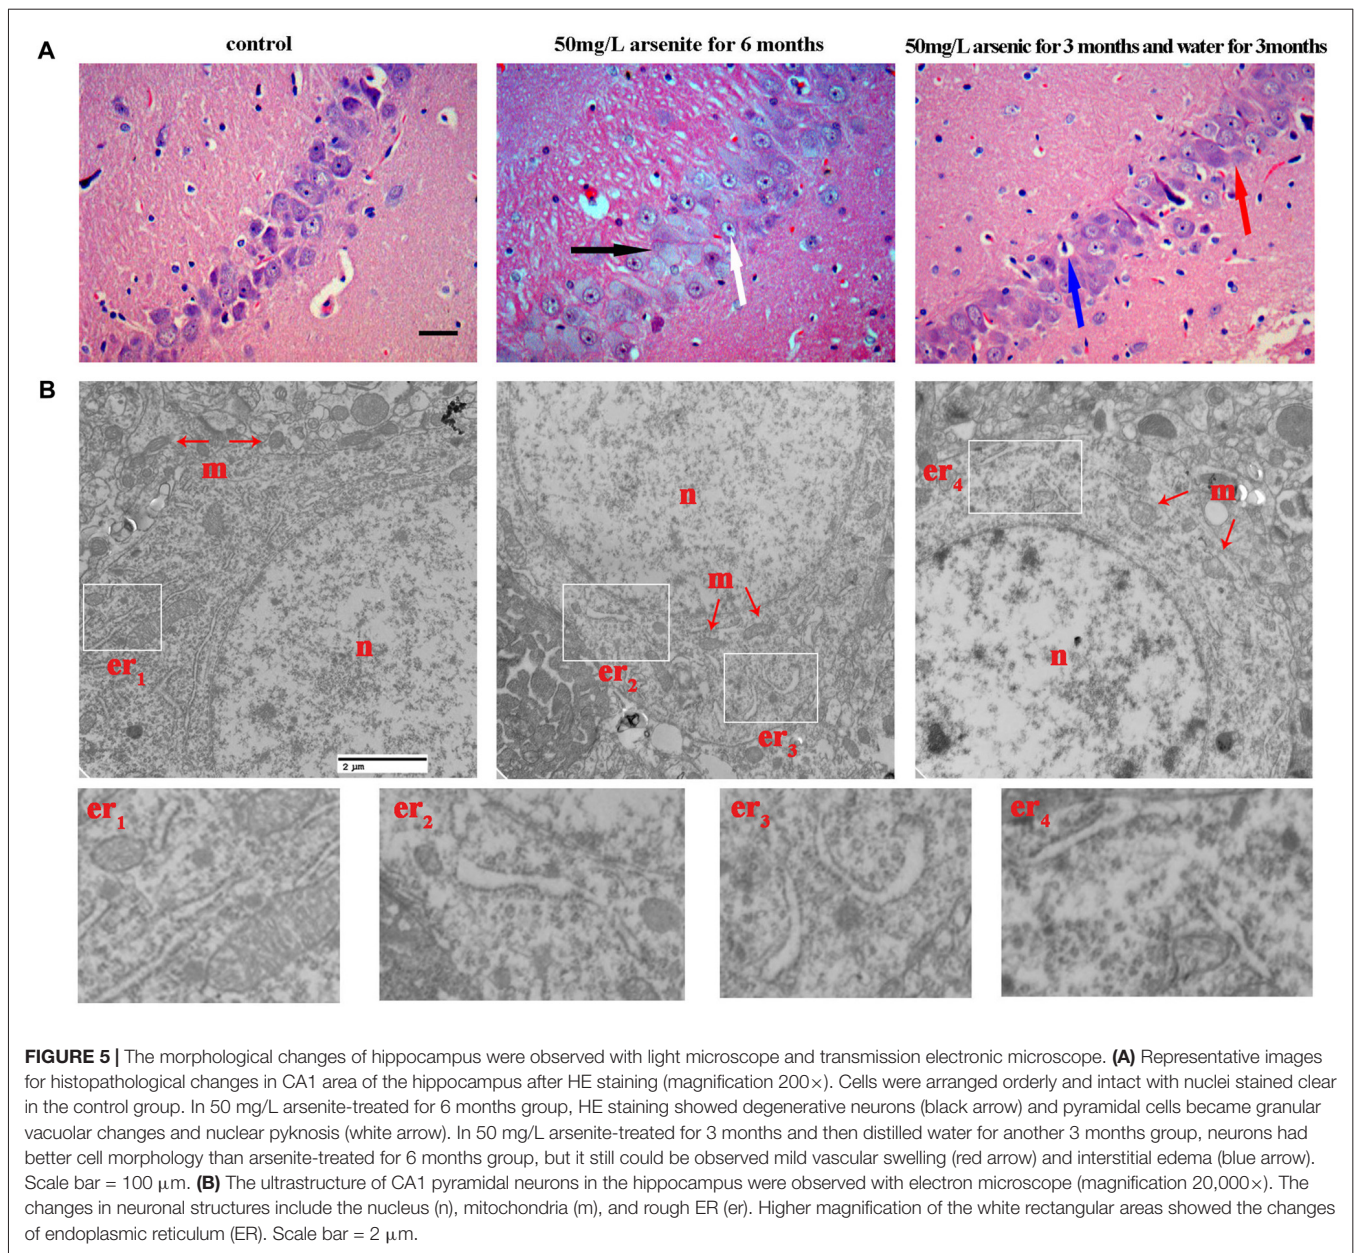 A
control
50mg/L arsenite for 6 months
50mg/L arsenic for 3 months and water for 3months
B
m
er1
n
2 μm
n
m
er2
er3
er4
m
n
er1
er2
er3
er4
FIGURE 5 | The morphological changes of hippocampus were observed with light microscope and transmission electronic microscope. (A) Representative images
for histopathological changes in CA1 area of the hippocampus after HE staining (magnification 200×). Cells were arranged orderly and intact with nuclei stained clear
in the control group. In 50 mg/L arsenite-treated for 6 months group, HE staining showed degenerative neurons (black arrow) and pyramidal cells became granular
vacuolar changes and nuclear pyknosis (white arrow). In 50 mg/L arsenite-treated for 3 months and then distilled water for another 3 months group, neurons had
better cell morphology than arsenite-treated for 6 months group, but it still could be observed mild vascular swelling (red arrow) and interstitial edema (blue arrow).
Scale bar = 100 μm. (B) The ultrastructure of CA1 pyramidal neurons in the hippocampus were observed with electron microscope (magnification 20,000×). The
changes in neuronal structures include the nucleus (n), mitochondria (m), and rough ER (er). Higher magnification of the white rectangular areas showed the changes
of endoplasmic reticulum (ER). Scale bar = 2 μm.